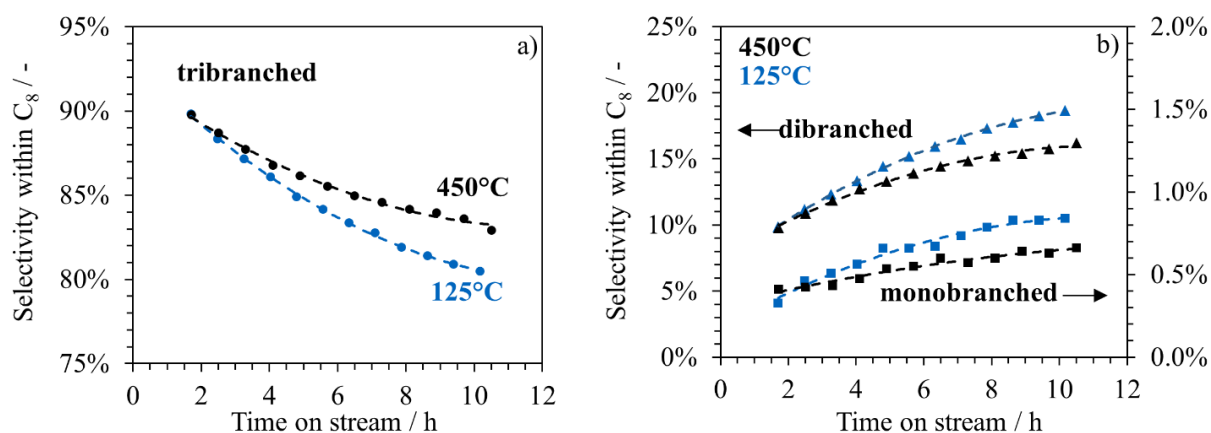 95%
90%
85%
80%
75%
Selectivity within C₈ / -
a)
tribranched
450°C
125°C
0
2
4
6
8
10
12
Time on stream / h
25%
20%
15%
10%
5%
0%
Selectivity within C₈ / -
b)
450°C
125°C
dibranched
monobranched
2.0%
1.5%
1.0%
0.5%
0.0%
0
2
4
6
8
10
12
Time on stream / h